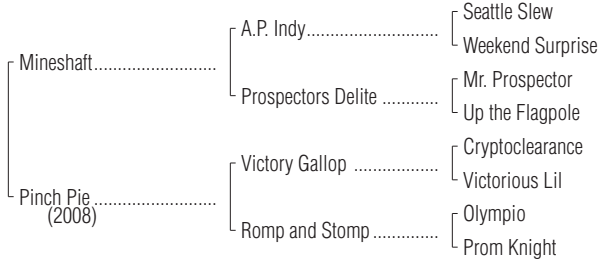 Seattle Slew
A.P. Indy..............................
Weekend Surprise
Mineshaft............................
Mr. Prospector
Prospectors Delite .............
Up the Flagpole
Cryptoclearance
Victory Gallop ...................
Victorious Lil
Pinch Pie............................
(2008)
Olympio
Romp and Stomp...............
Prom Knight